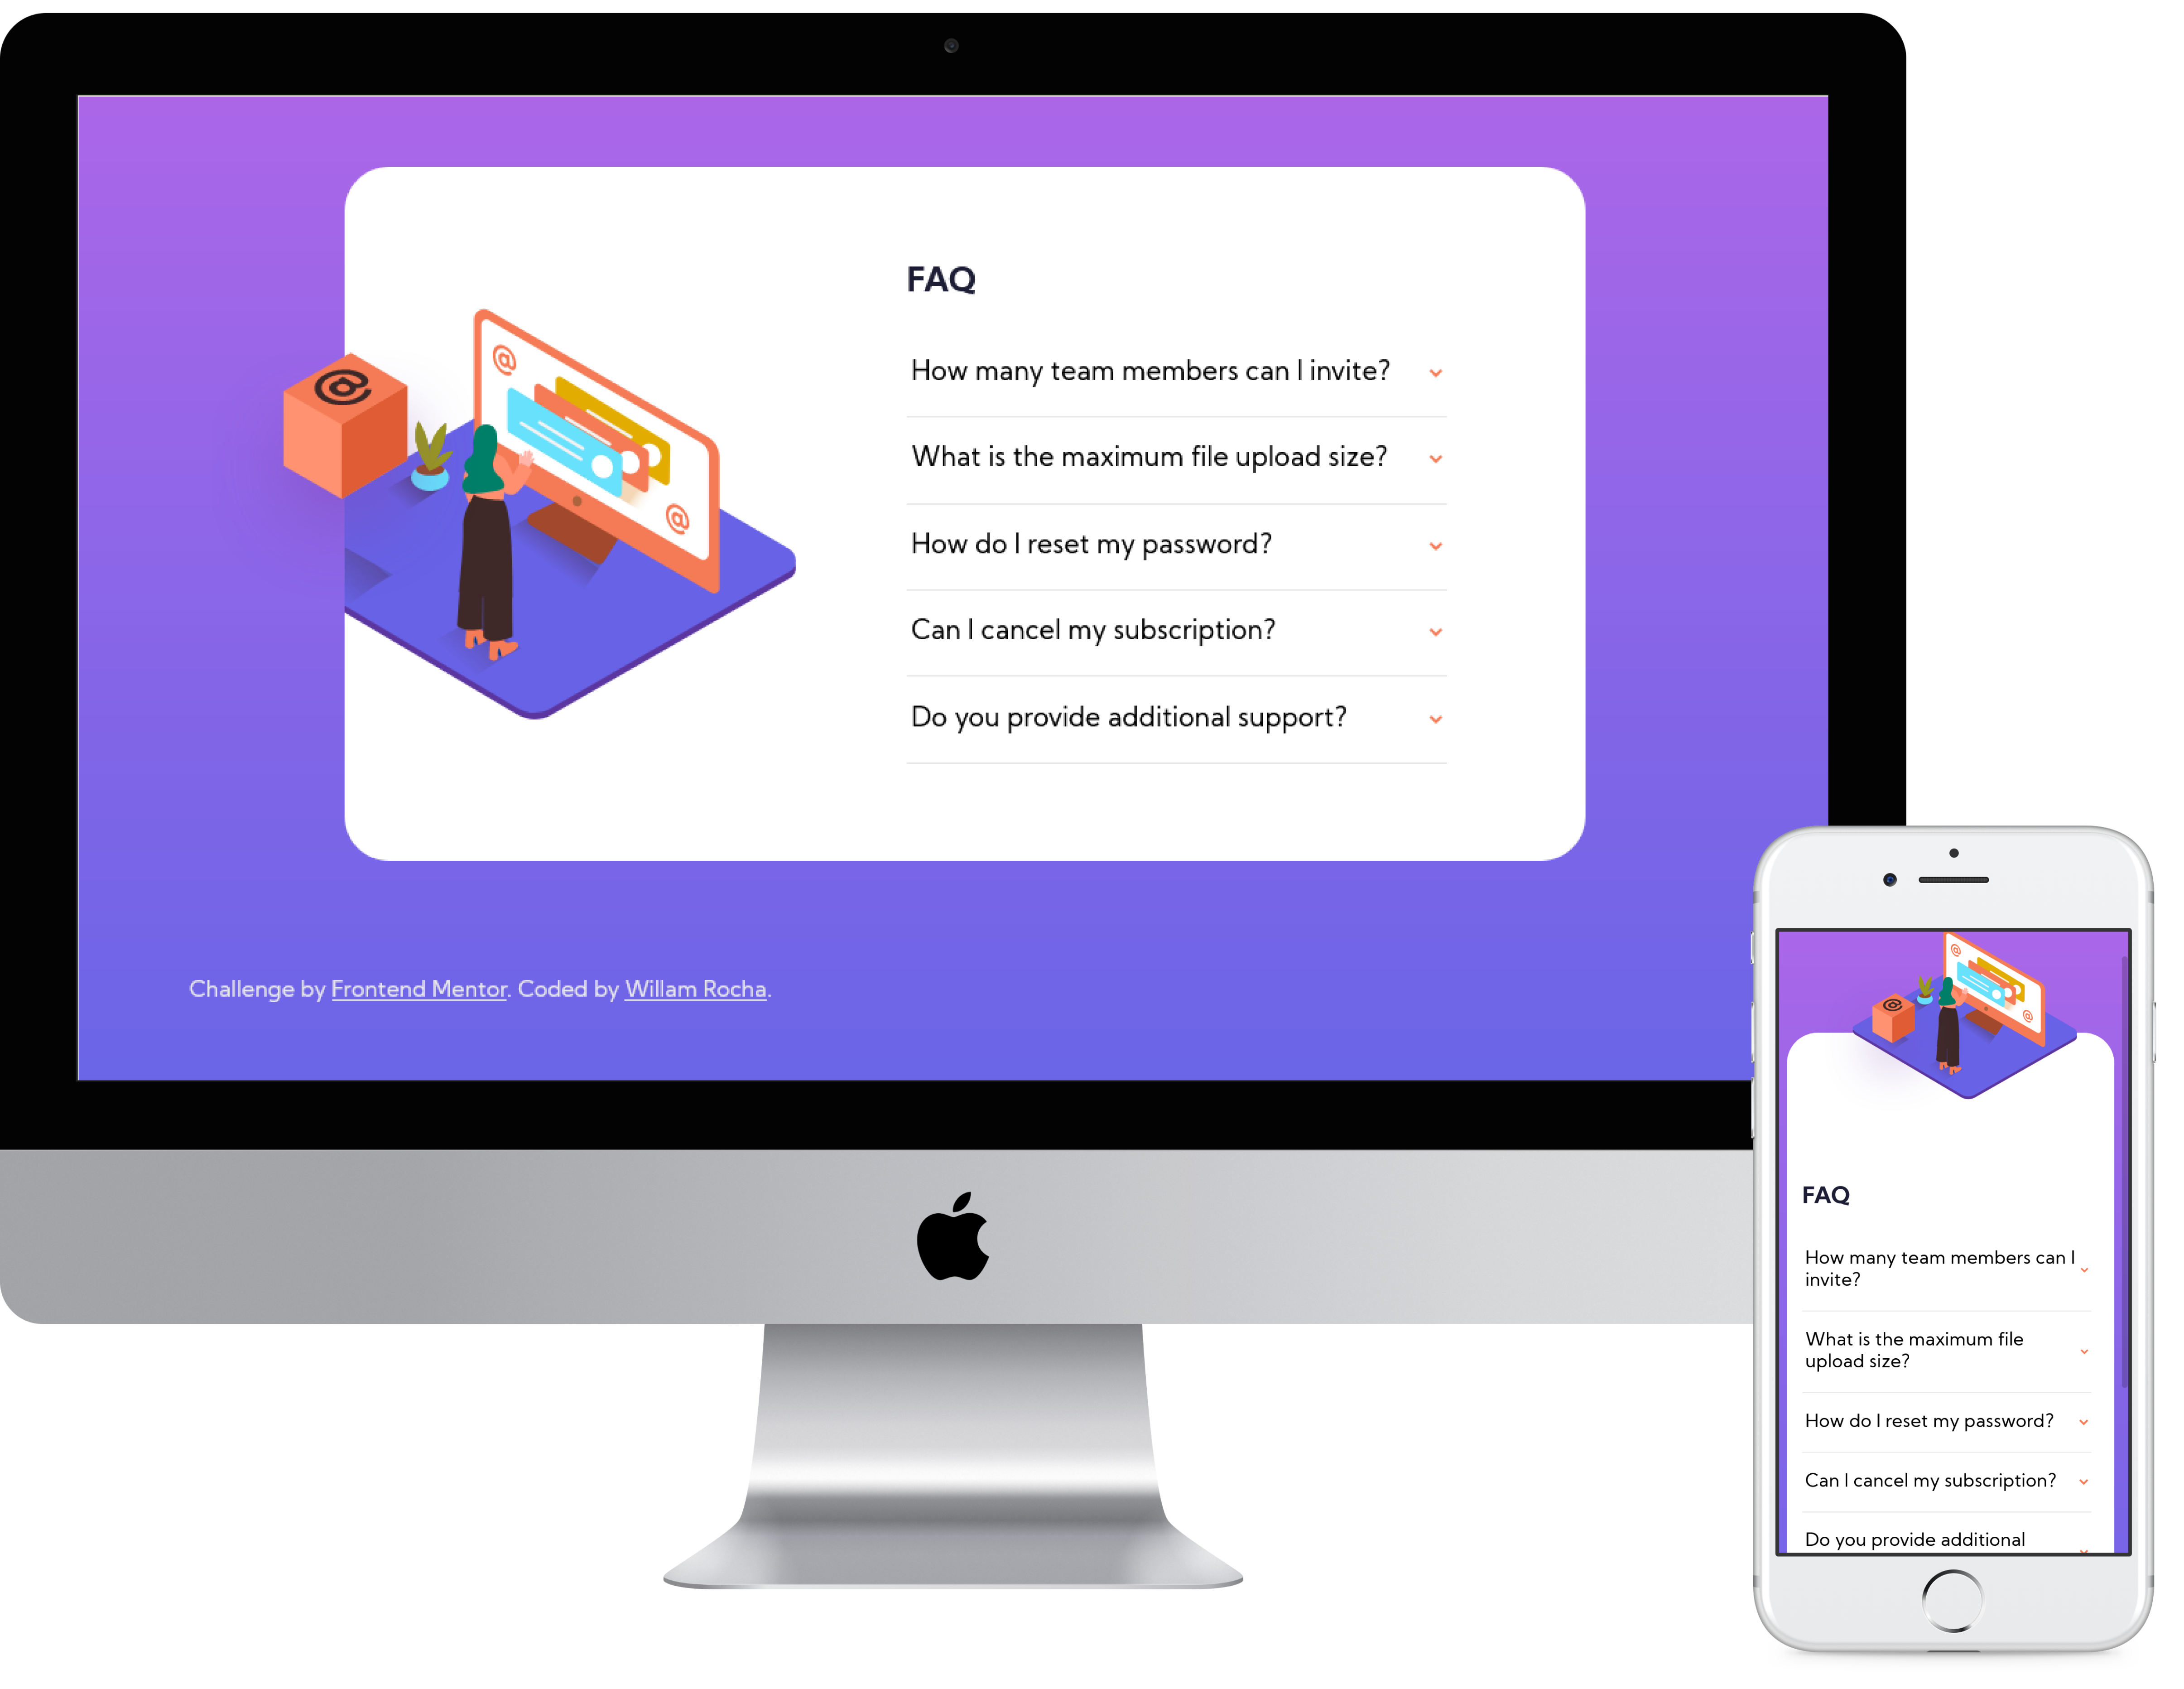 FAQ
How many team members can I invite?
What is the maximum file upload size?
How do I reset my password?
Can I cancel my subscription?
Do you provide additional support?
Challenge by Frontend Mentor. Coded by Willam Rocha.
@
@
@
FAQ
How many team members can I
invite?
What is the maximum file
upload size?
How do I reset my password?
Can I cancel my subscription?
Do you provide additional
@
@
@